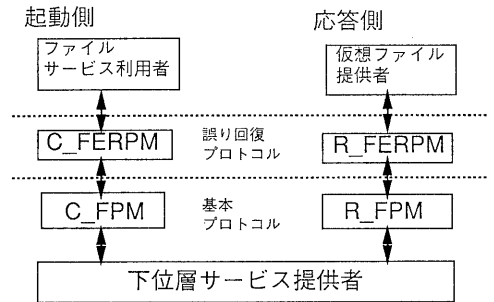 起動側
応答側
ファイル
サービス利用者
仮想ファイル
提供者
C_FERPM
誤り回復
プロトコル
R_FERPM
C_FPM
基本
プロトコル
R_FPM
下位層サービス提供者